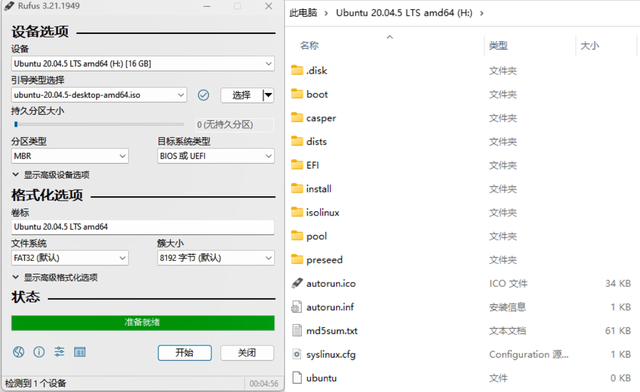 Rufus 3.21.1949
设备选项
设备
Ubuntu 20.04.5 LTS amd64 (H:) [16 GB]
引导类型选择
ubuntu-20.04.5-desktop-amd64.iso
选择
持久分区大小
0 (无持久分区)
分区类型
目标系统类型
MBR
BIOS 或 UEFI
显示高级设备选项
格式化选项
卷标
Ubuntu 20.04.5 LTS amd64
文件系统
簇大小
FAT32 (默认)
8192 字节 (默认)
显示高级格式化选项
状态
准备就绪
开始
关闭
检测到 1 个设备
00:04:56
此电脑 > Ubuntu 20.04.5 LTS amd64 (H:) >
名称 类型 大小
.disk 文件夹
boot 文件夹
casper 文件夹
dists 文件夹
EFI 文件夹
install 文件夹
isolinux 文件夹
pool 文件夹
preseed 文件夹
autorun.ico ICO 文件 34 KB
autorun.inf 安装信息 1 KB
md5sum.txt 文本文档 61 KB
syslinux.cfg Configuration 源... 1 KB
ubuntu 文件 0 KB